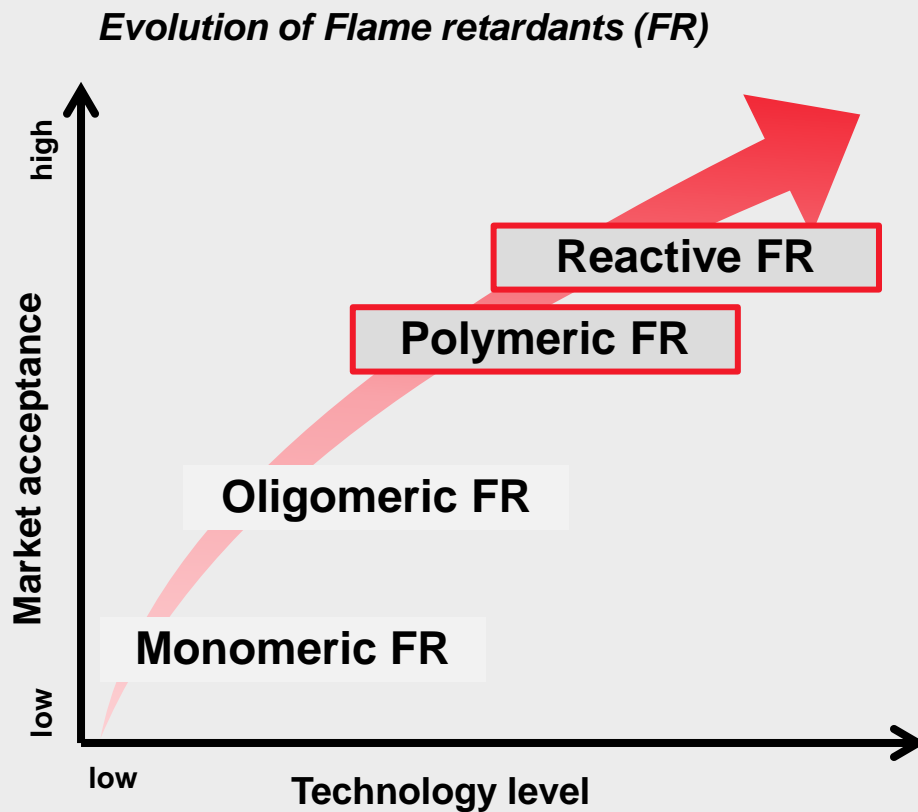 Evolution of Flame retardants (FR)
high
Reactive FR
Polymeric FR
Market acceptance
Oligomeric FR
Monomeric FR
low
low
Technology level